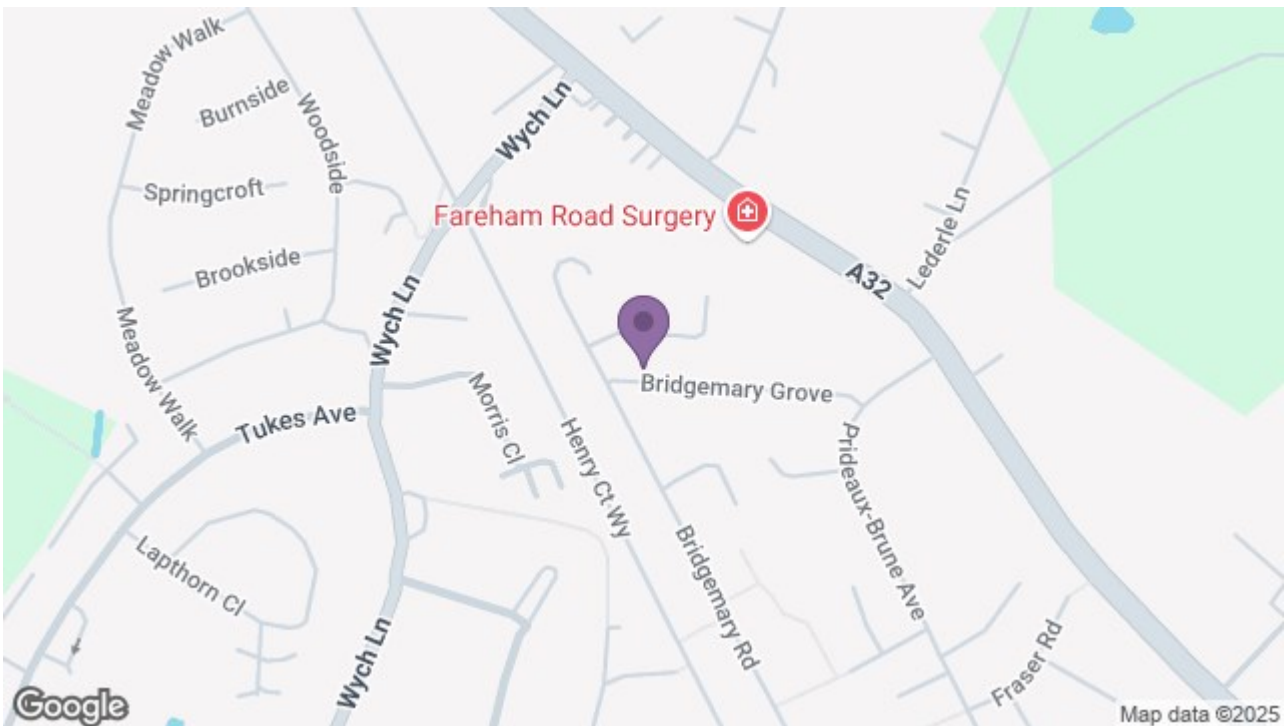 Meadow Walk
Burnside
Woodside
Wych Ln
Springcroft
Fareham Road Surgery
Lederle Ln
Brookside
A32
Wych Ln
Meadow Walk
Bridgemary Grove
Tukes Ave
Morris Cl
Henry Ct Wy
Prideaux-Brune Ave
Lapthorn Cl
Bridgemary Rd
Wych Ln
Fraser Rd
Google
Map data ©2025